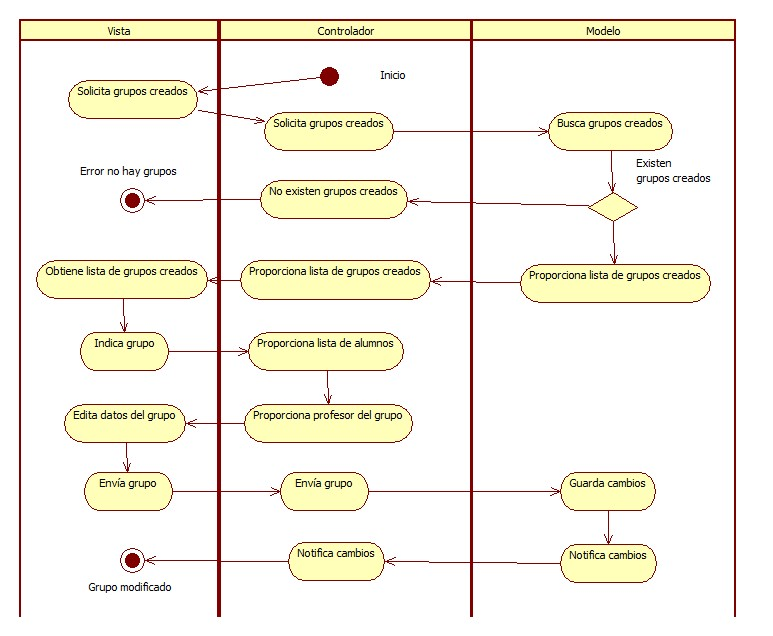 Vista
Controlador
Modelo
Inicio
Solicita grupos creados
Solicita grupos creados
Busca grupos creados
Existen
grupos creados
Error no hay grupos
No existen grupos creados
Obtiene lista de grupos creados
Proporciona lista de grupos creados
Proporciona lista de grupos creados
Indica grupo
Proporciona lista de alumnos
Edita datos del grupo
Proporciona profesor del grupo
Envía grupo
Envía grupo
Guarda cambios
Notifica cambios
Notifica cambios
Grupo modificado